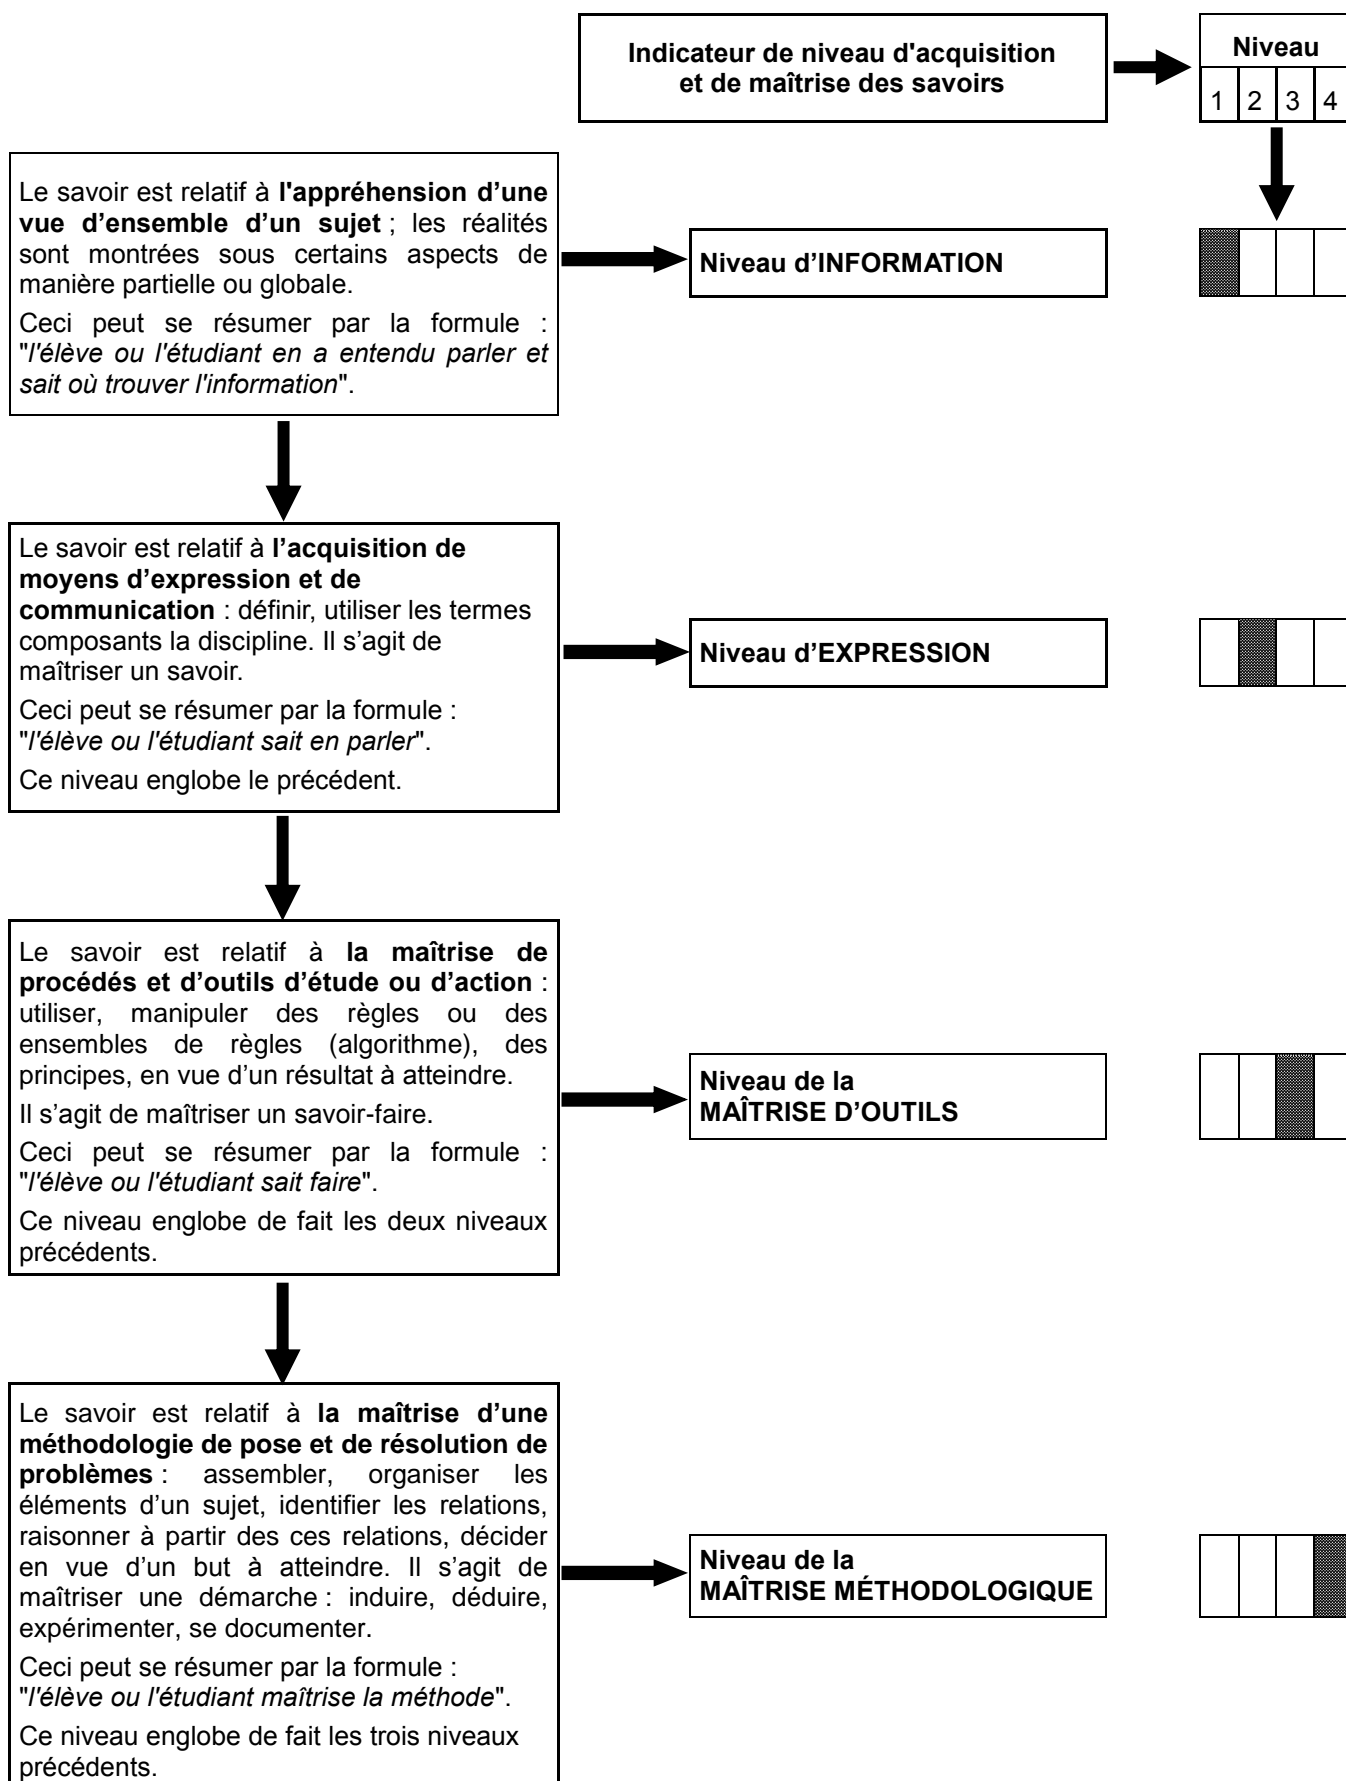 Indicateur de niveau d'acquisition
et de maîtrise des savoirs
Niveau
1 2 3 4
Le savoir est relatif à l'appréhension d’une
vue d’ensemble d’un sujet ; les réalités
sont montrées sous certains aspects de
manière partielle ou globale.
Ceci peut se résumer par la formule :
"l'élève ou l'étudiant en a entendu parler et
sait où trouver l'information".
Niveau d’INFORMATION
Le savoir est relatif à l’acquisition de
moyens d’expression et de
communication : définir, utiliser les termes
composants la discipline. Il s’agit de
maîtriser un savoir.
Ceci peut se résumer par la formule :
"l'élève ou l'étudiant sait en parler".
Ce niveau englobe le précédent.
Niveau d’EXPRESSION
Le savoir est relatif à la maîtrise de
procédés et d’outils d’étude ou d’action :
utiliser, manipuler des règles ou des
ensembles de règles (algorithme), des
principes, en vue d’un résultat à atteindre.
Il s’agit de maîtriser un savoir-faire.
Ceci peut se résumer par la formule :
"l'élève ou l'étudiant sait faire".
Ce niveau englobe de fait les deux niveaux
précédents.
Niveau de la
MAÎTRISE D’OUTILS
Le savoir est relatif à la maîtrise d’une
méthodologie de pose et de résolution de
problèmes : assembler, organiser les
éléments d’un sujet, identifier les relations,
raisonner à partir des ces relations, décider
en vue d’un but à atteindre. Il s’agit de
maîtriser une démarche : induire, déduire,
expérimenter, se documenter.
Ceci peut se résumer par la formule :
"l'élève ou l'étudiant maîtrise la méthode".
Ce niveau englobe de fait les trois niveaux
précédents.
Niveau de la
MAÎTRISE MÉTHODOLOGIQUE